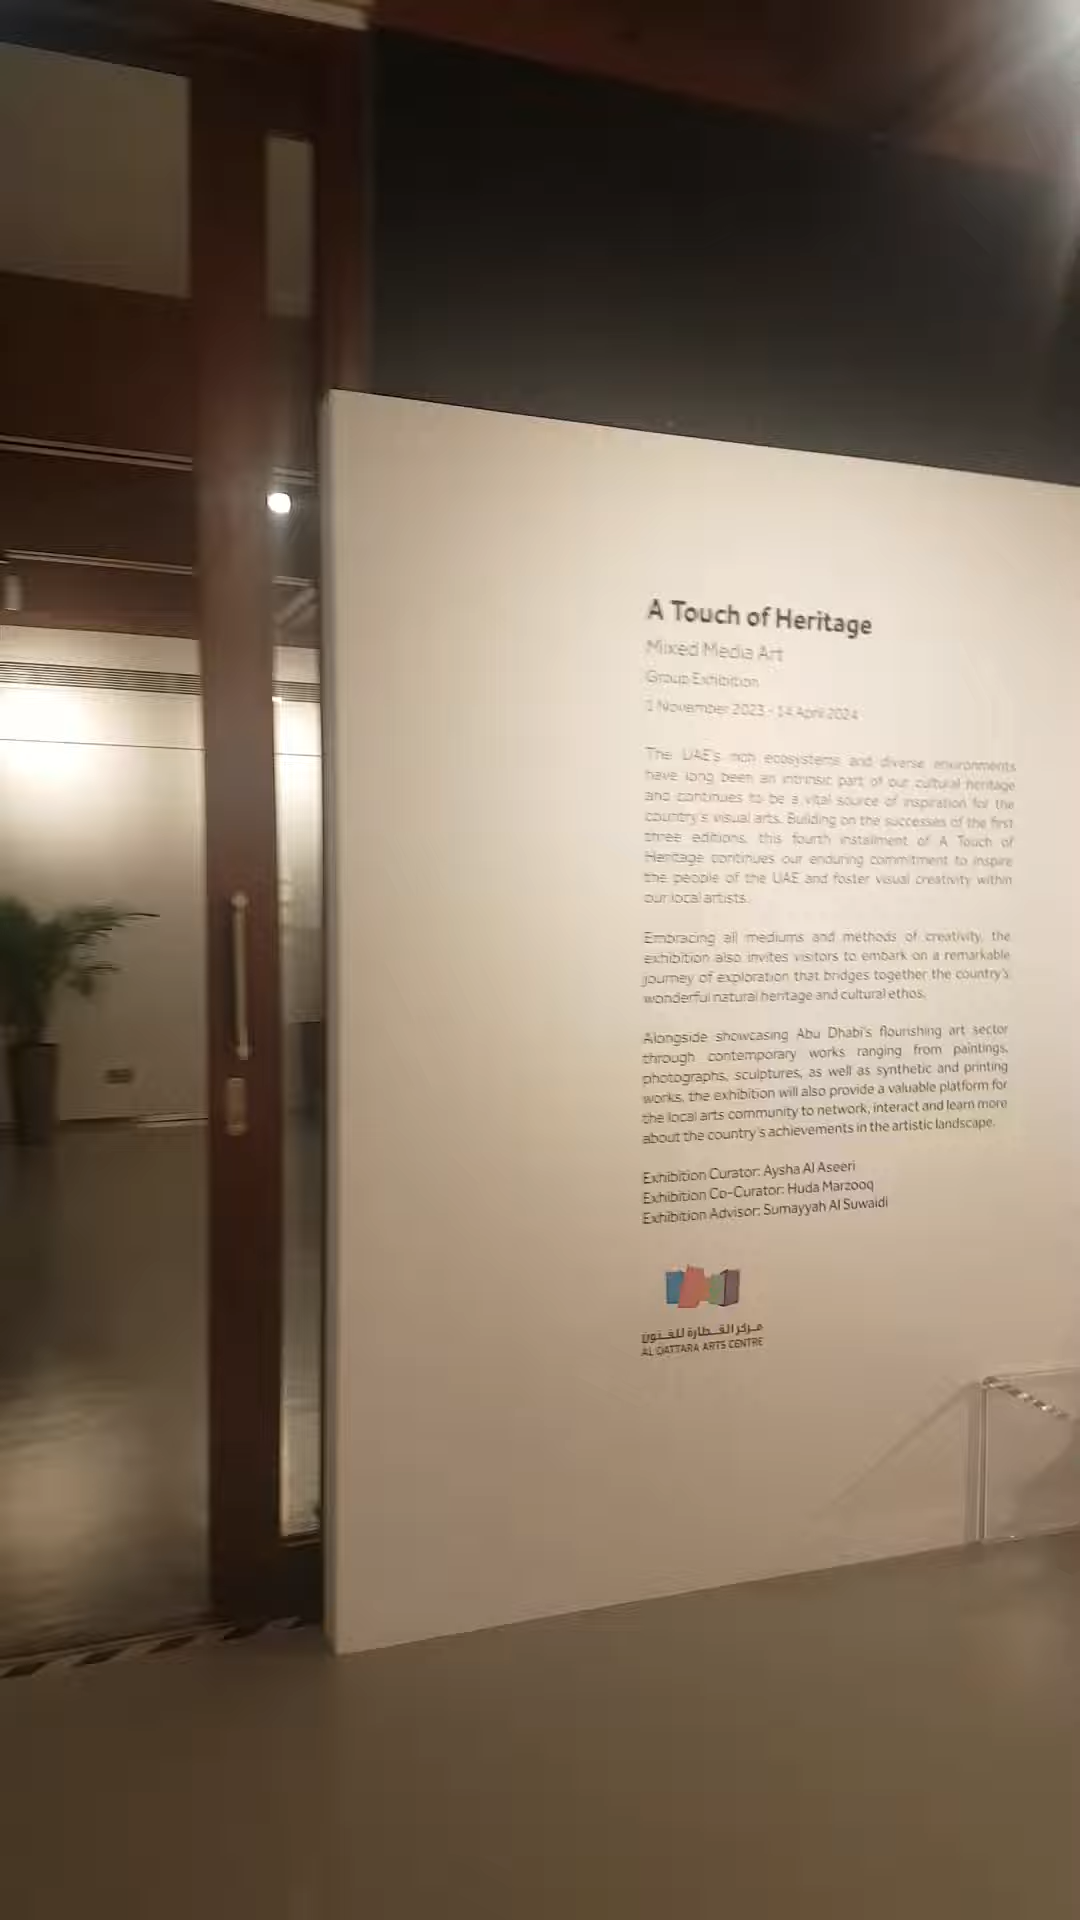 A Touch of Heritage
Mixed Media Art
Group Exhibition
1 November 2023 - 14 April 2024
The UAE's rich ecosystems and diverse environments
have long been an intrinsic part of our cultural heritage
and continues to be a vital source of inspiration for the
country's visual arts. Building on the successes of the first
three editions, this fourth installment of A Touch of
Heritage continues our enduring commitment to inspire
the people of the UAE and foster visual creativity within
our local artists.
Embracing all mediums and methods of creativity, the
exhibition also invites visitors to embark on a remarkable
journey of exploration that bridges together the country's
wonderful natural heritage and cultural ethos.
Alongside showcasing Abu Dhabi's flourishing art sector
through contemporary works ranging from paintings,
photographs, sculptures, as well as synthetic and printing
works, the exhibition will also provide a valuable platform for
the local arts community to network, interact and learn more
about the country's achievements in the artistic landscape.
Exhibition Curator: Aysha Al Aseeri
Exhibition Co-Curator: Huda Marzooq
Exhibition Advisor: Sumayyah Al Suwaidi
مركز القطارة للفنون
AL QATTARA ARTS CENTRE